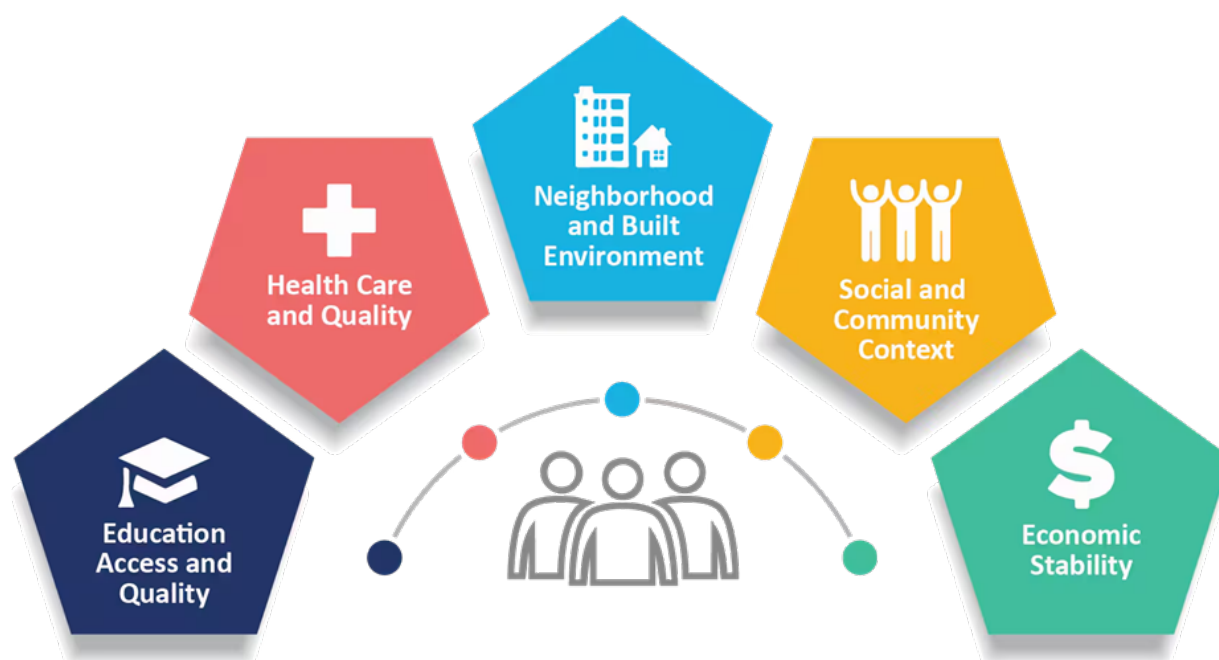 Education
Access and
Quality
Health Care
and Quality
Neighborhood
and Built
Environment
Social and
Community
Context
Economic
Stability